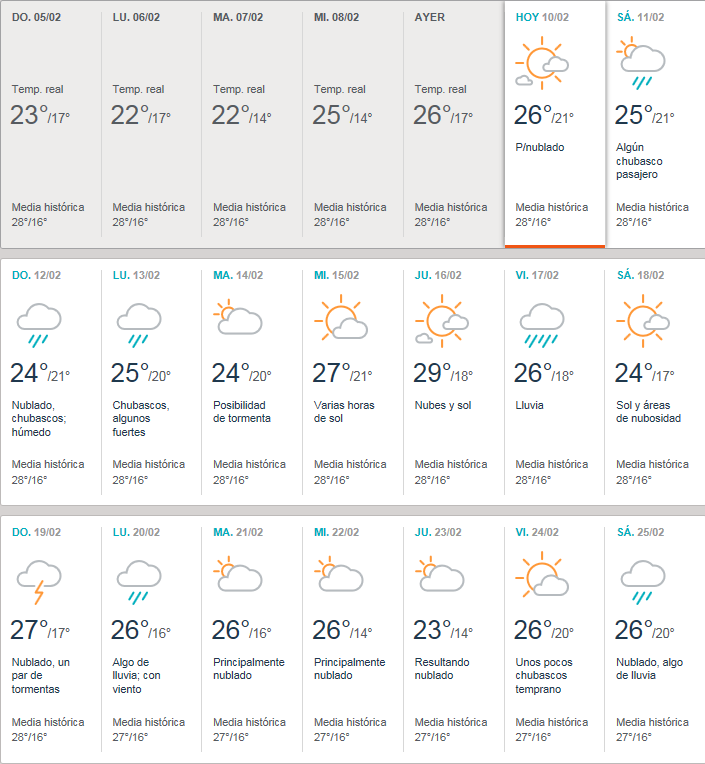 DO. 05/02
Temp. real
23°/17°
Media histórica
28°/16°
LU. 06/02
Temp. real
22°/17°
Media histórica
28°/16°
MA. 07/02
Temp. real
22°/14°
Media histórica
28°/16°
MI. 08/02
Temp. real
25°/14°
Media histórica
28°/16°
AYER
Temp. real
26°/17°
Media histórica
28°/16°
HOY 10/02
26°/21°
P/nublado
Media histórica
28°/16°
SÁ. 11/02
25°/21°
Algún
chubasco
pasajero
Media histórica
28°/16°
DO. 12/02
24°/21°
Nublado,
chubascos;
húmedo
Media histórica
28°/16°
LU. 13/02
25°/20°
Chubascos,
algunos
fuertes
Media histórica
28°/16°
MA. 14/02
24°/20°
Posibilidad
de tormenta
Media histórica
28°/16°
MI. 15/02
27°/21°
Varias horas
de sol
Media histórica
28°/16°
JU. 16/02
29°/18°
Nubes y sol
Media histórica
28°/16°
VI. 17/02
26°/18°
Lluvia
Media histórica
28°/16°
SÁ. 18/02
24°/17°
Sol y áreas
de nubosidad
Media histórica
28°/16°
DO. 19/02
27°/17°
Nublado, un
par de
tormentas
Media histórica
28°/16°
LU. 20/02
26°/16°
Algo de
lluvia; con
viento
Media histórica
27°/16°
MA. 21/02
26°/16°
Principalmente
nublado
Media histórica
27°/16°
MI. 22/02
26°/14°
Principalmente
nublado
Media histórica
27°/16°
JU. 23/02
23°/14°
Resultando
nublado
Media histórica
27°/16°
VI. 24/02
26°/20°
Unos pocos
chubascos
temprano
Media histórica
27°/16°
SÁ. 25/02
26°/20°
Nublado, algo
de lluvia
Media histórica
27°/16°